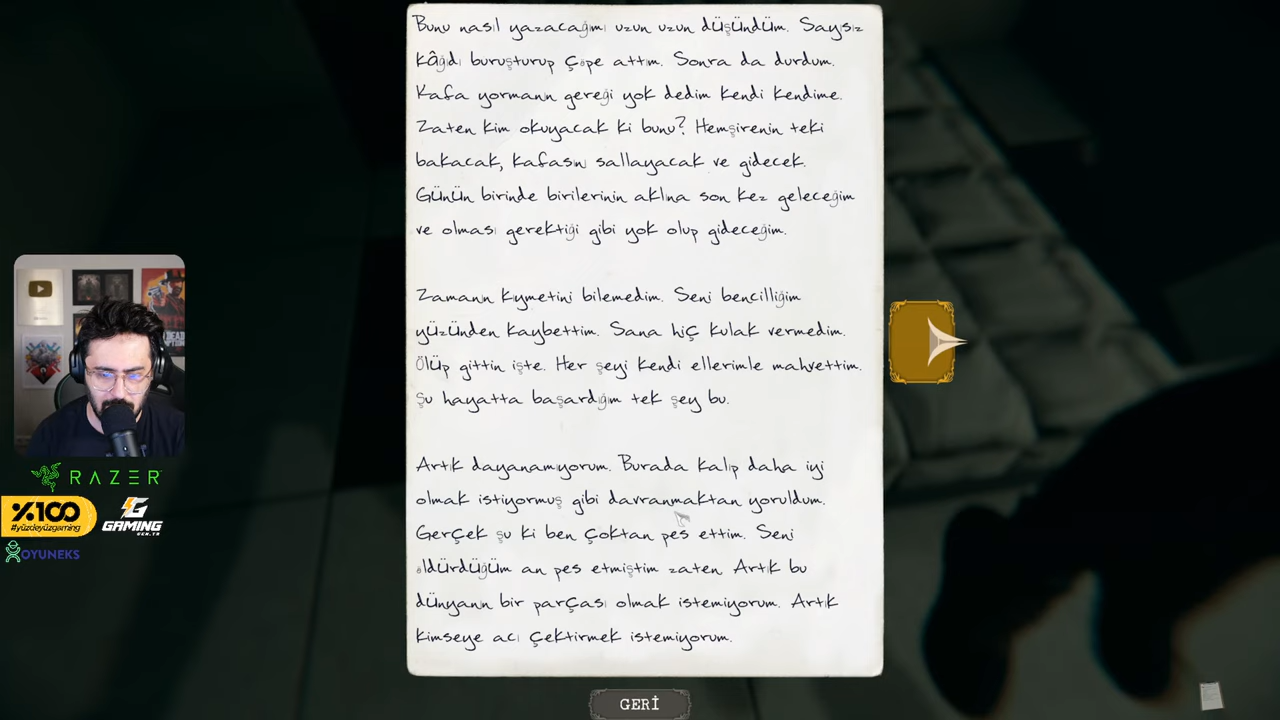 Bunu nasıl yazacağımı uzun uzun düşündüm. Sayısız
kâğıdı buruşturup çöpe attım. Sonra da durdum.
Kafa yormanın gereği yok dedim kendi kendime.
Zaten kim okuyacak ki bunu? Hemşirenin teki
bakacak, kafasını sallayacak ve gidecek.
Günün birinde birilerinin aklına son kez geleceğim
ve olması gerektiği gibi yok olup gideceğim.
Zamanın kıymetini bilemedim. Seni bencilliğim
yüzünden kaybettim. Sana hiç kulak vermedim.
Ölüp gittin işte. Her şeyi kendi ellerimle mahvettim.
Şu hayatta başardığım tek şey bu.
Artık dayanamıyorum. Burada kalıp daha iyi
olmak istiyormuş gibi davranmaktan yoruldum.
Gerçek şu ki ben çoktan pes ettim. Seni
öldürdüğüm an pes etmiştim zaten Artık bu
dünyanın bir parçası olmak istemiyorum. Artık
kimseye acı çektirmek istemiyorum.
GERİ
RAZER
%100
#yüzdeyüzgaming
GAMING
GEN.TR
OYUNEKS